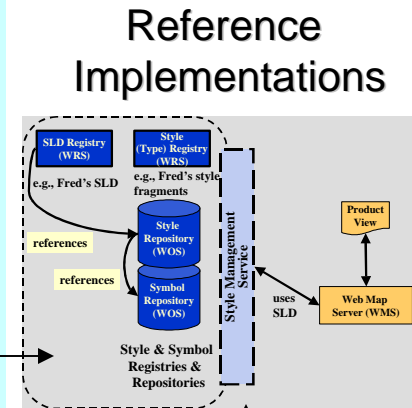 Reference
Implementations
SLD Registry
(WRS)
Style
(Type) Registry
(WRS)
e.g., Fred's SLD
e.g., Fred's style
fragments
Style
Repository
(WOS)
references
references
Symbol
Repository
(WOS)
Style & Symbol
Registries &
Repositories
Style Management
Service
uses
SLD
Product
View
Web Map
Server (WMS)